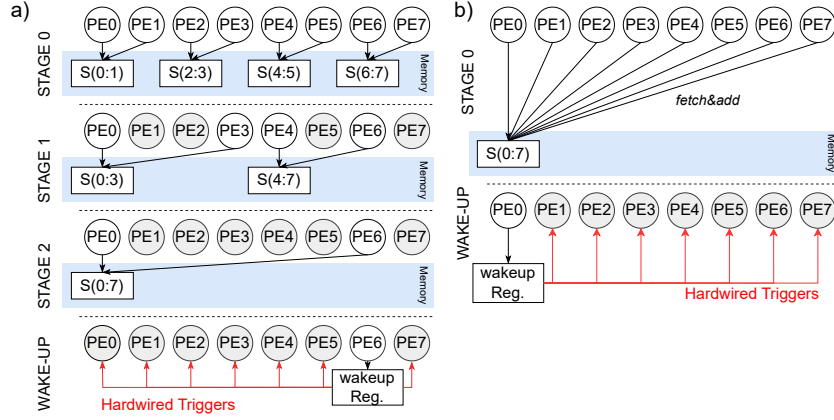 a)
STAGE 0
PE0 PE1 PE2 PE3 PE4 PE5 PE6 PE7
S(0:1) S(2:3) S(4:5) S(6:7)
Memory
STAGE 1
PE0 PE1 PE2 PE3 PE4 PE5 PE6 PE7
S(0:3) S(4:7)
Memory
STAGE 2
PE0 PE1 PE2 PE3 PE4 PE5 PE6 PE7
S(0:7)
Memory
WAKE-UP
PE0 PE1 PE2 PE3 PE4 PE5 PE6 PE7
wakeup
Reg.
Hardwired Triggers
b)
STAGE 0
PE0 PE1 PE2 PE3 PE4 PE5 PE6 PE7
fetch&add
S(0:7)
Memory
WAKE-UP
PE0 PE1 PE2 PE3 PE4 PE5 PE6 PE7
wakeup
Reg.
Hardwired Triggers